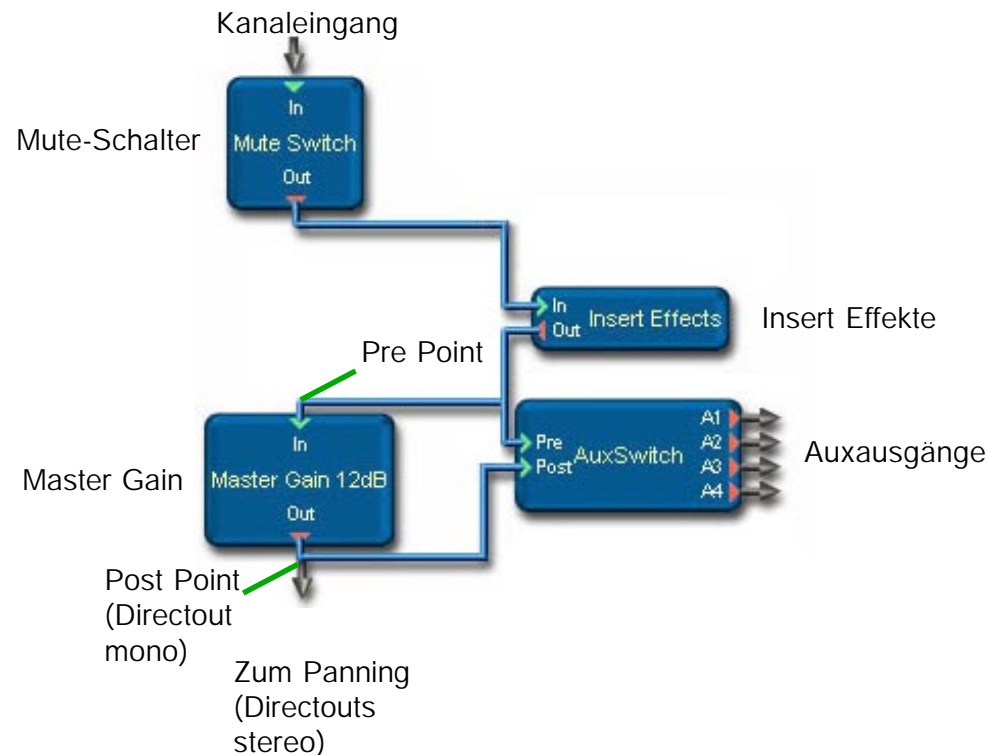 Kanaleingang
In
Mute-Schalter
Mute Switch
Out
In
Out
Insert Effects
Insert Effekte
Pre Point
In
Master Gain
Master Gain 12dB
Out
Pre
Post
AuxSwitch
A1
A2
A3
A4
Auxausgänge
Post Point
(Directout
mono)
Zum Panning
(Directouts
stereo)